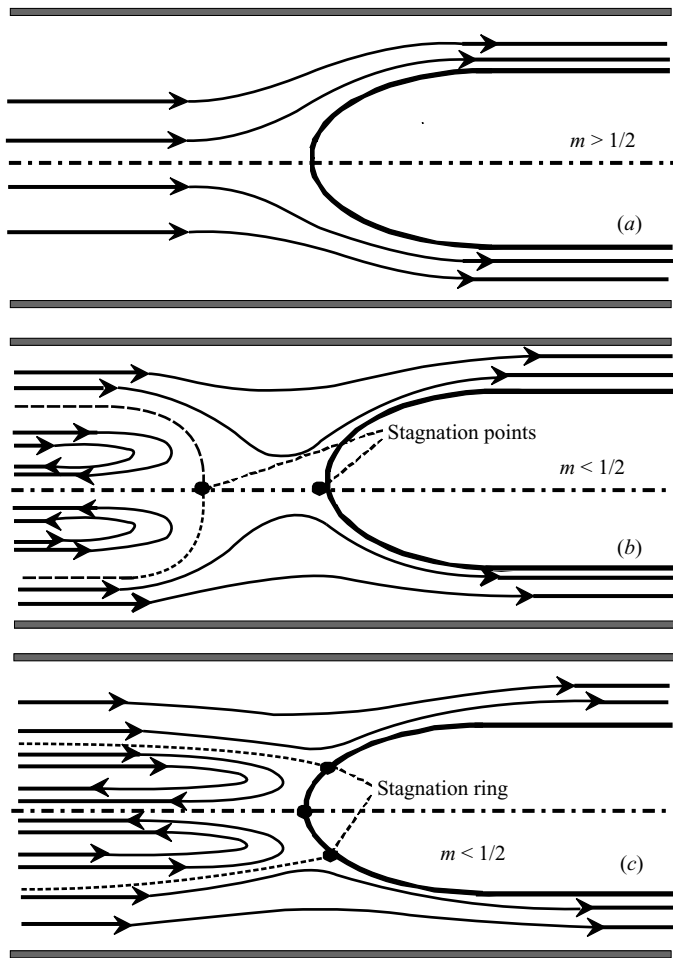 m > 1/2
(a)
Stagnation points
m < 1/2
(b)
Stagnation ring
m < 1/2
(c)